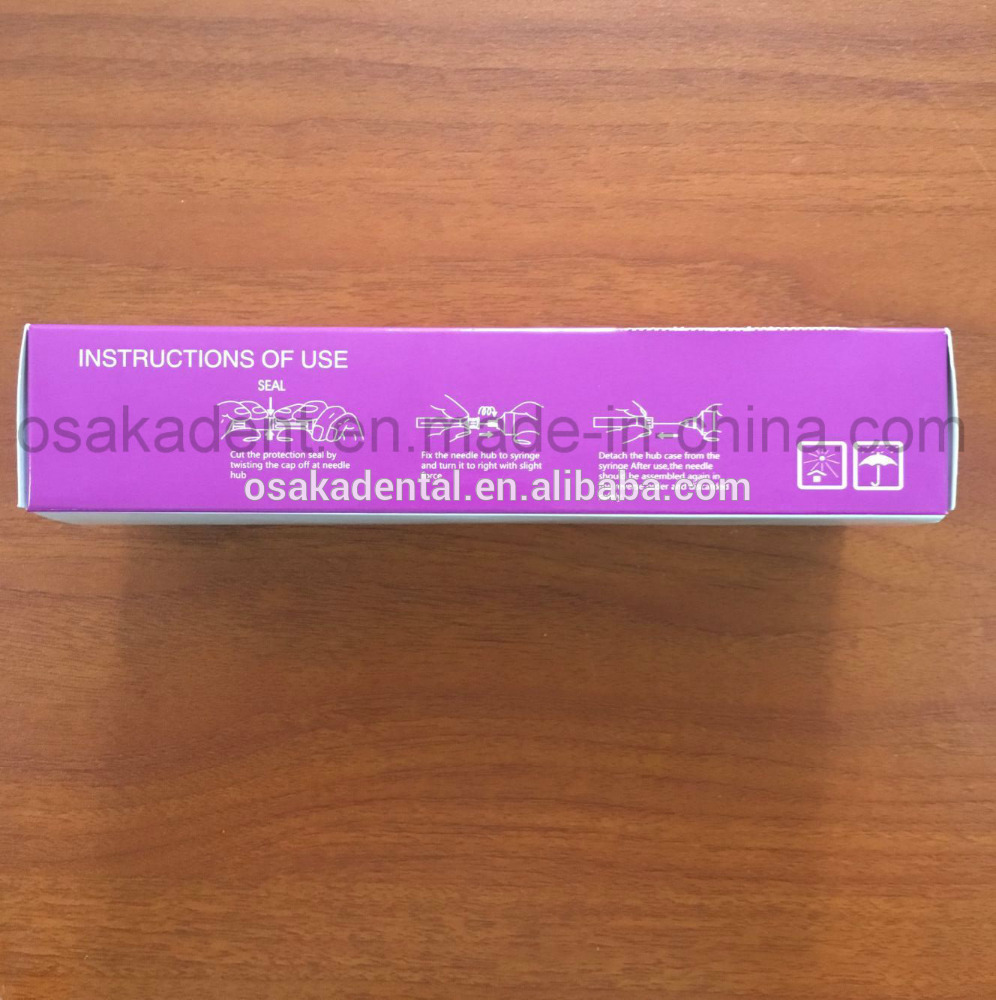 INSTRUCTIONS OF USE
SEAL
Cut the protection seal by
twisting the cap off at needle
hub
Fix the needle hub to syringe
and turn it to right with slight
force
Detach the hub case from the
syringe After use,the needle
should be assembled again in
osakadental.en.made-in-china.com
osakadental.en.alibaba.com